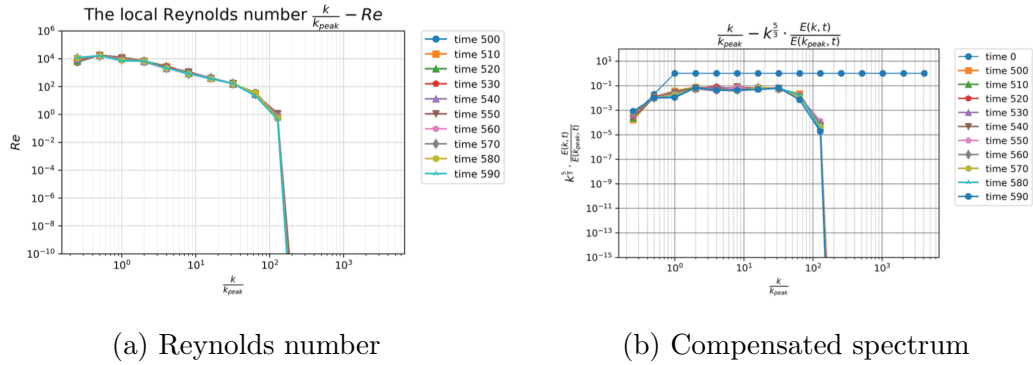 The local Reynolds number k/k_peak − Re
Re
10^6
10^4
10^2
10^0
10^−2
10^−4
10^−6
10^−8
10^−10
10^0
10^1
10^2
10^3
k/k_peak
time 500
time 510
time 520
time 530
time 540
time 550
time 560
time 570
time 580
time 590
k/k_peak − k^(5/3) · E(k, t)/E(k_peak, t)
k^(5/3) · E(k, t)/E(k_peak, t)
10^1
10^−1
10^−3
10^−5
10^−7
10^−9
10^−11
10^−13
10^−15
10^0
10^1
10^2
10^3
k/k_peak
time 0
time 500
time 510
time 520
time 530
time 540
time 550
time 560
time 570
time 580
time 590
(a) Reynolds number
(b) Compensated spectrum